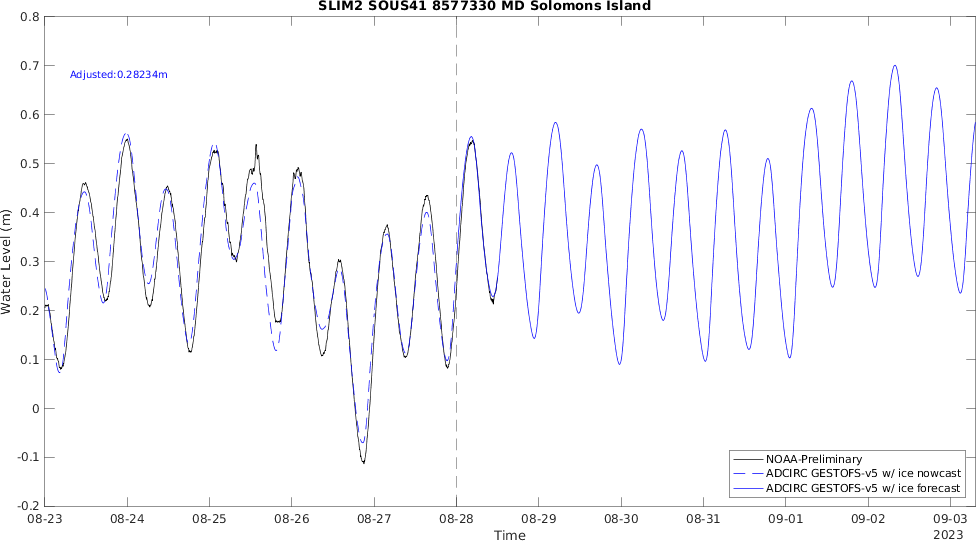 SLIM2 SOUS41 8577330 MD Solomons Island
0.8
0.7
0.6
0.5
0.4
0.3
0.2
0.1
0
-0.1
-0.2
Water Level (m)
Adjusted:0.28234m
NOAA-Preliminary
ADCIRC GESTOFS-v5 w/ ice nowcast
ADCIRC GESTOFS-v5 w/ ice forecast
08-23 08-24 08-25 08-26 08-27 08-28 08-29 08-30 08-31 09-01 09-02 09-03
Time 2023